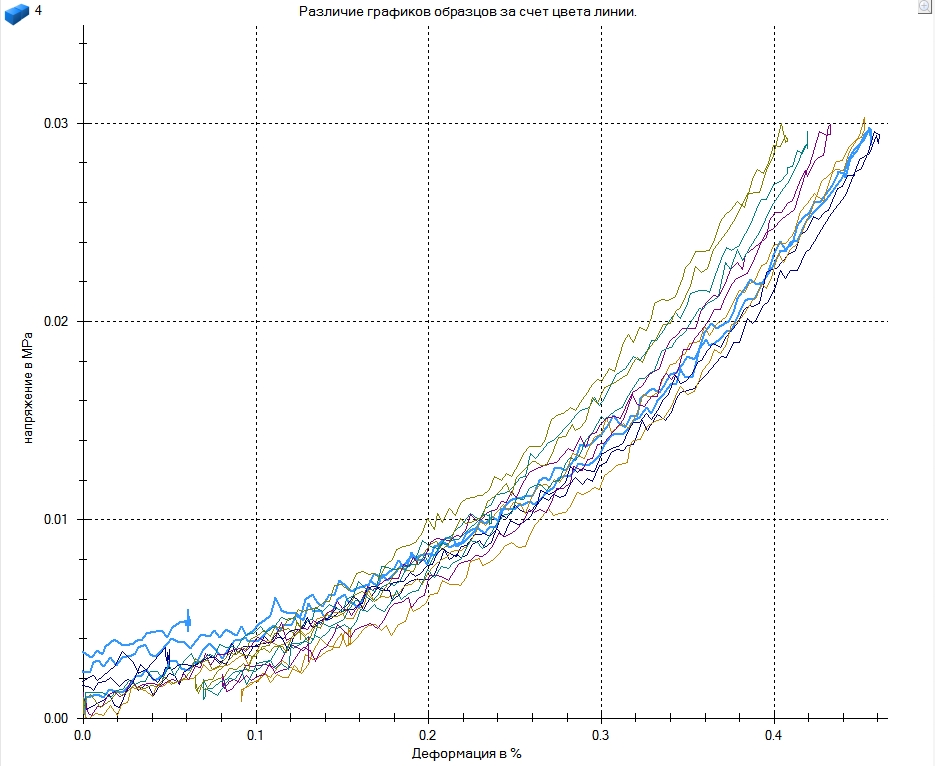 4
Различие графиков образцов за счет цвета линии.
0.03
0.02
0.01
0.00
напряжение в MPa
0.0 0.1 0.2 0.3 0.4
Деформация в %